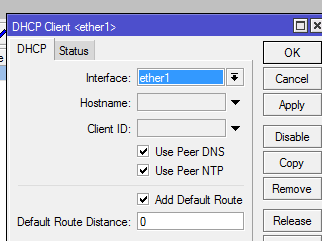 DHCP Client <ether1>
DHCP Status
Interface: ether1
Hostname:
Client ID:
Use Peer DNS
Use Peer NTP
Add Default Route
Default Route Distance: 0
OK
Cancel
Apply
Disable
Copy
Remove
Release